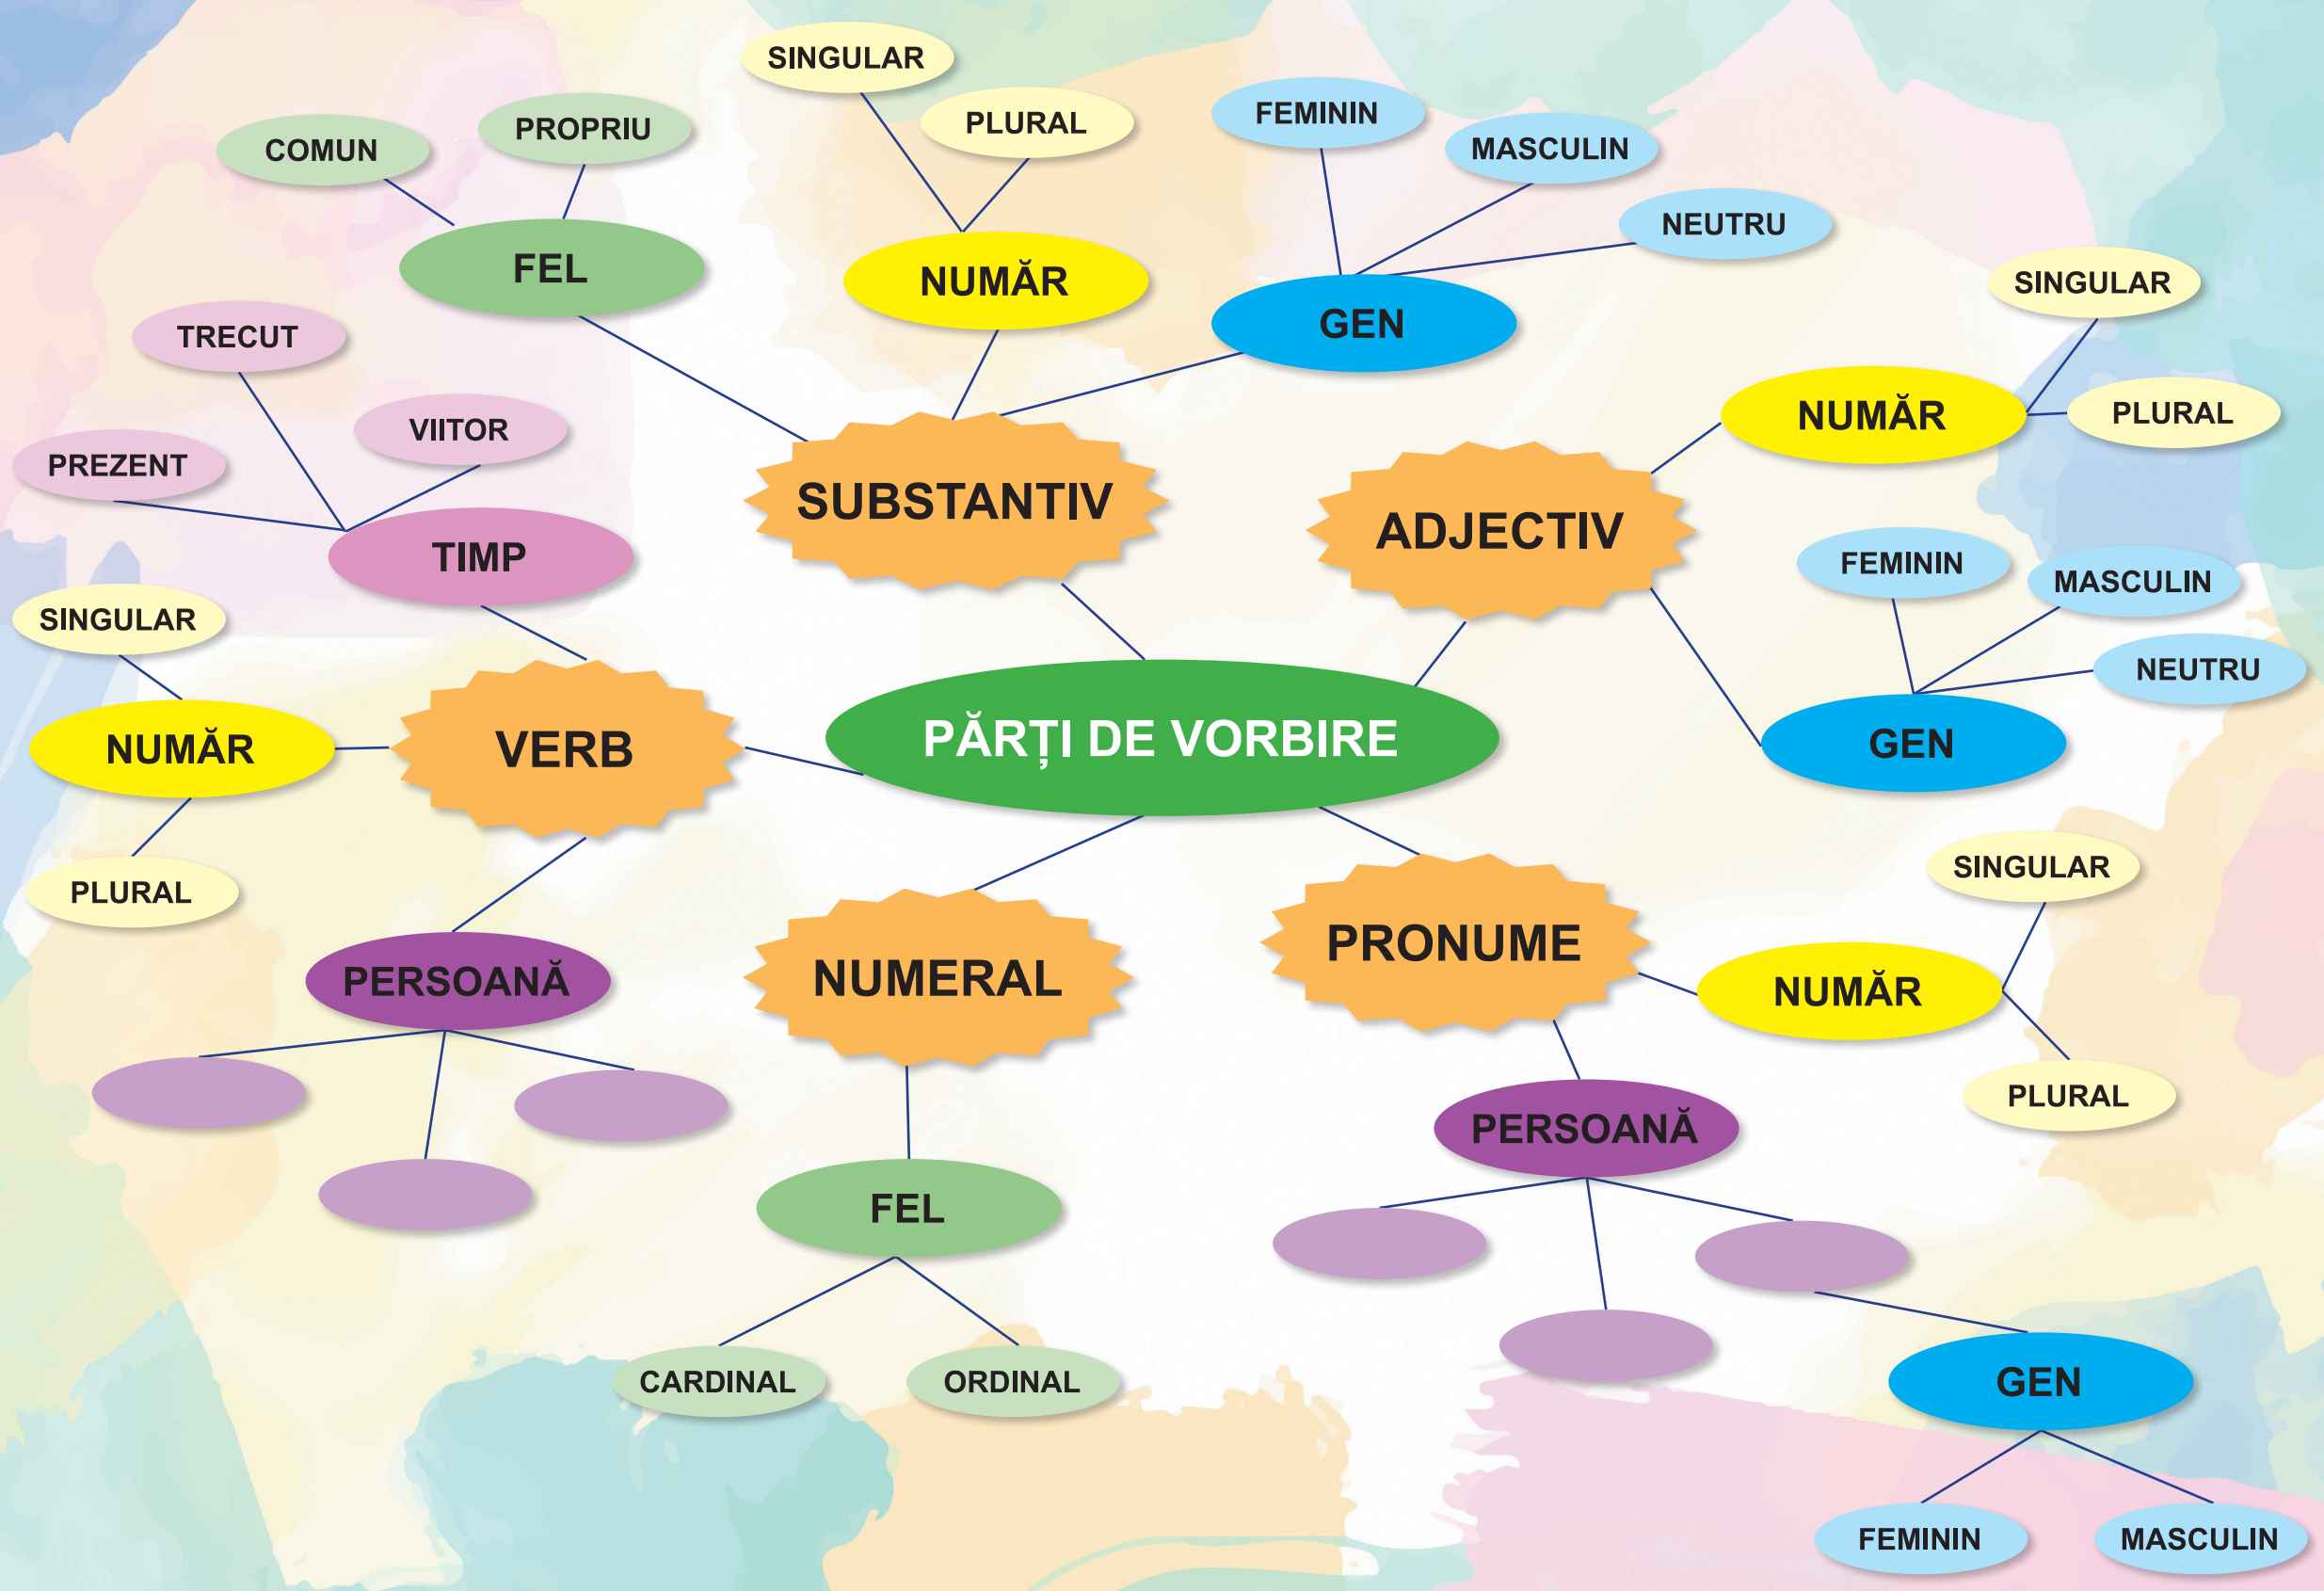 SINGULAR
PLURAL
FEMININ
PROPRIU
MASCULIN
COMUN
NEUTRU
FEL
NUMĂR
SINGULAR
GEN
TRECUT
NUMĂR
PLURAL
VIITOR
PREZENT
SUBSTANTIV
ADJECTIV
TIMP
FEMININ
MASCULIN
SINGULAR
NEUTRU
PĂRȚI DE VORBIRE
VERB
NUMĂR
GEN
SINGULAR
PLURAL
PRONUME
PERSOANĂ
NUMERAL
NUMĂR
PLURAL
PERSOANĂ
FEL
CARDINAL
ORDINAL
GEN
FEMININ
MASCULIN